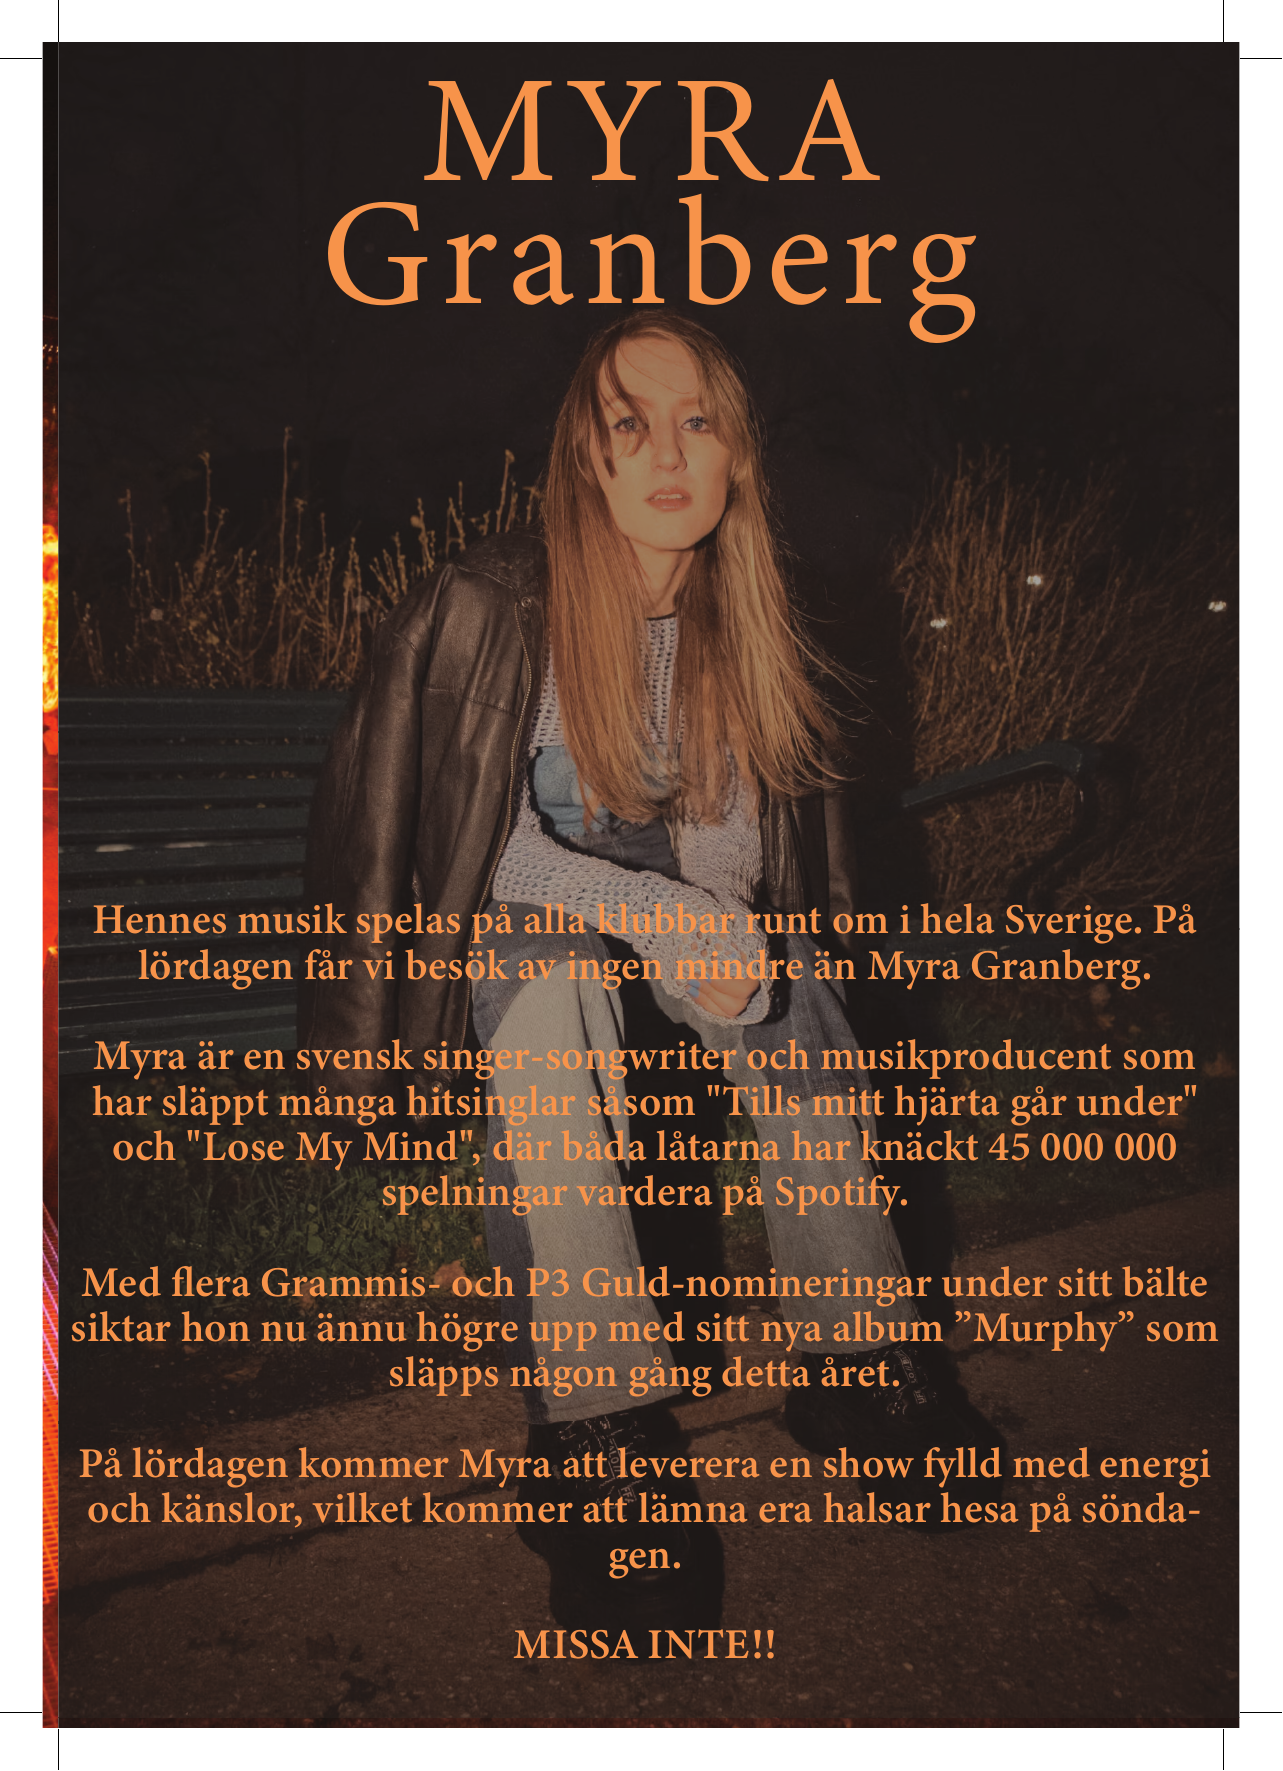 MYRA
Granberg
Hennes musik spelas på alla klubbar runt om i hela Sverige. På
lördagen får vi besök av ingen mindre än Myra Granberg.
Myra är en svensk singer-songwriter och musikproducent som
har släppt många hitsinglar såsom "Tills mitt hjärta går under"
och "Lose My Mind", där båda låtarna har knäckt 45 000 000
spelningar vardera på Spotify.
Med flera Grammis- och P3 Guld-nomineringar under sitt bälte
siktar hon nu ännu högre upp med sitt nya album ”Murphy” som
släpps någon gång detta året.
På lördagen kommer Myra att leverera en show fylld med energi
och känslor, vilket kommer att lämna era halsar hesa på sönda-
gen.
MISSA INTE!!